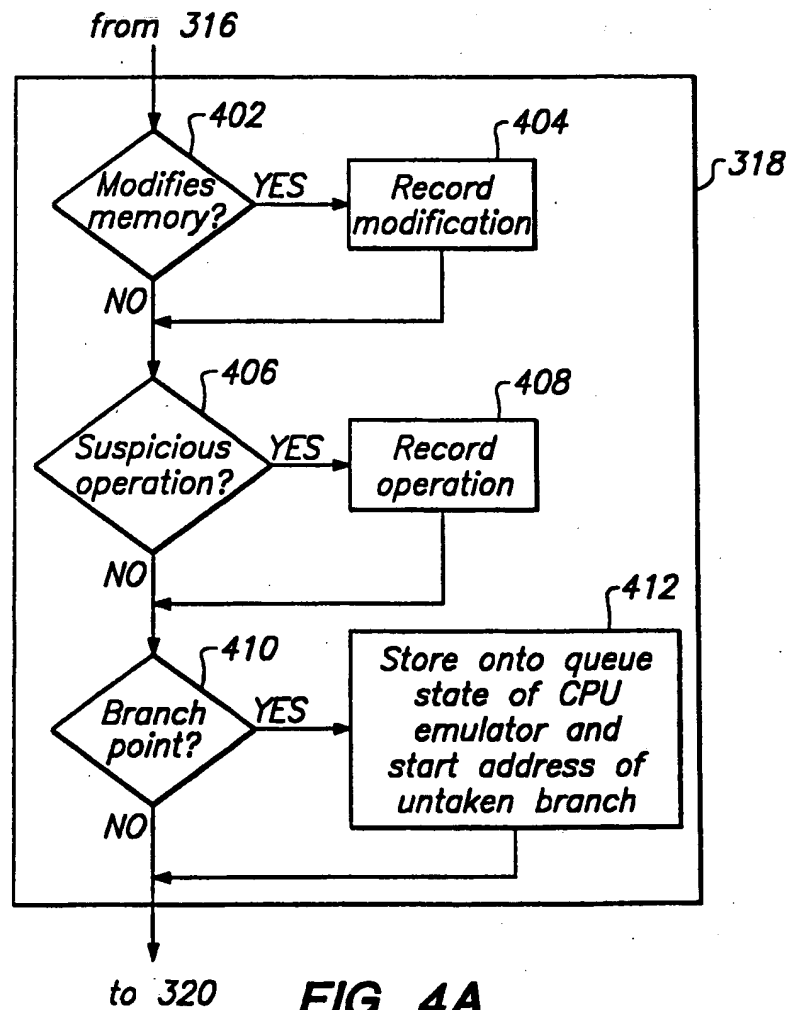 from 316
402
404
318
Modifies
memory?
YES
Record
modification
NO
406
408
Suspicious
operation?
YES
Record
operation
NO
412
410
Branch
point?
YES
Store onto queue
state of CPU
emulator and
start address of
untaken branch
NO
to 320
FIG. 4A